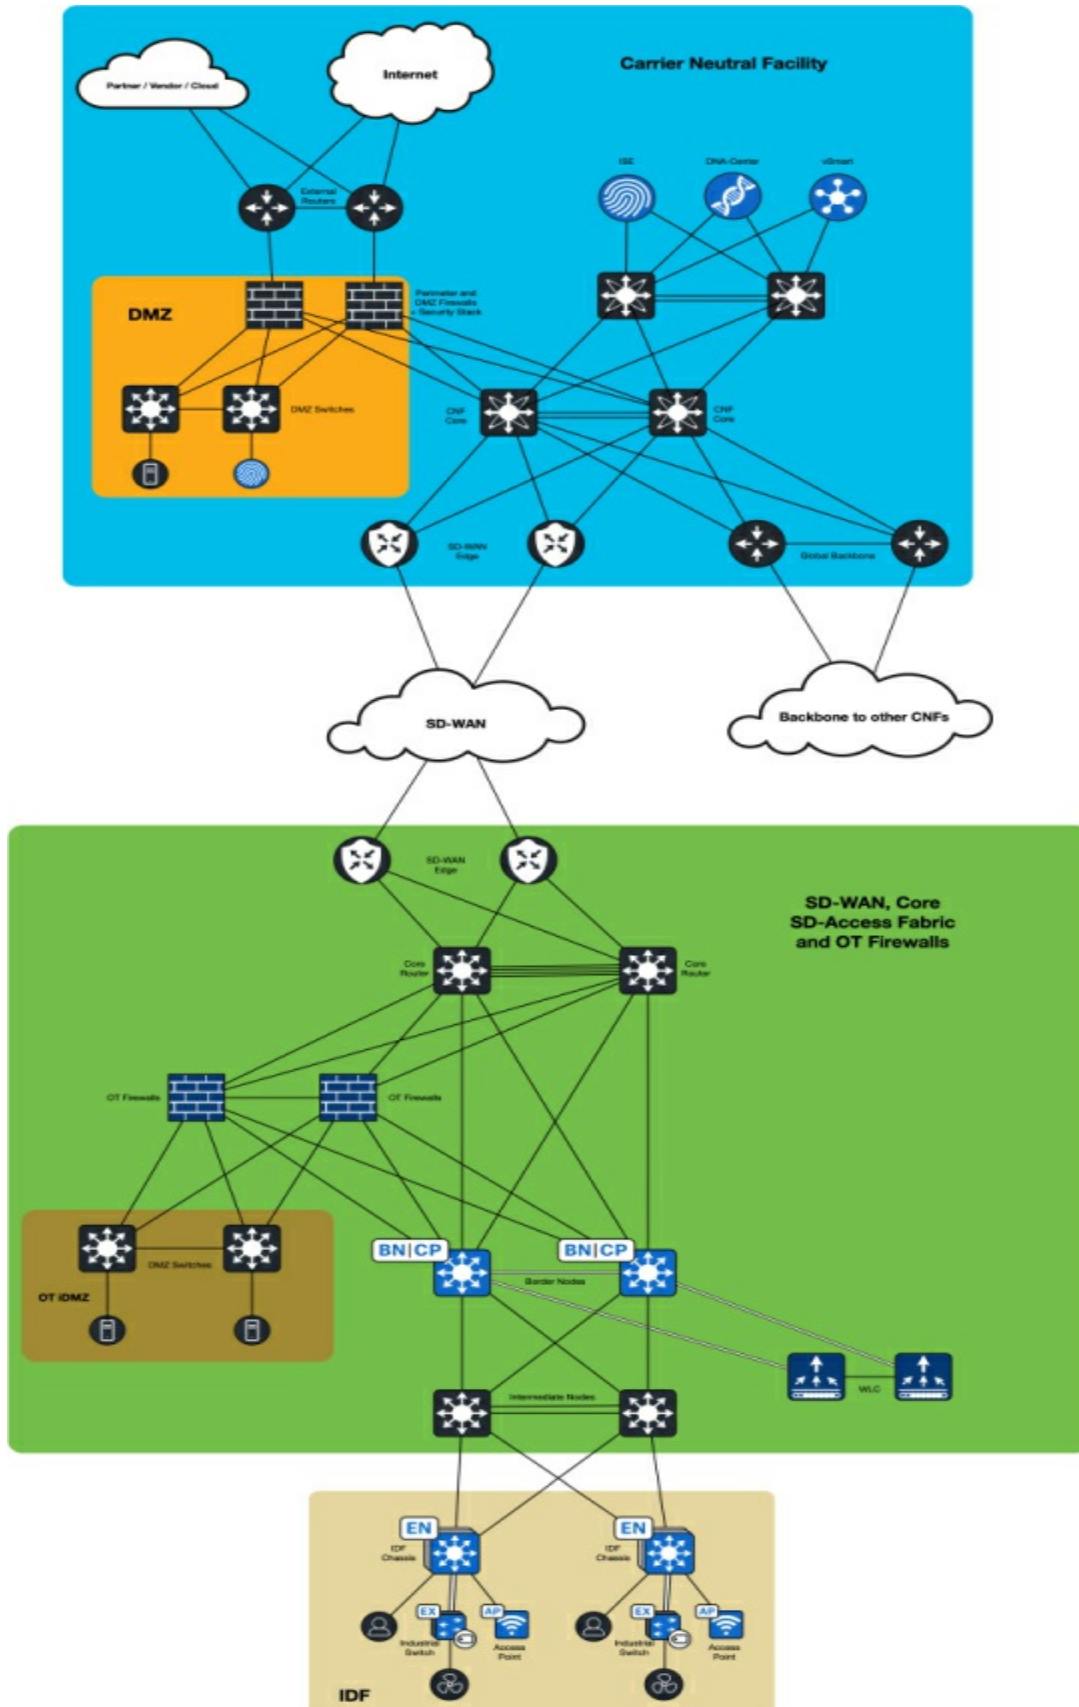 Carrier Neutral Facility
Partner / Vendor / Cloud
Internet
ISE
DNA-Center
vSmart
External
Routers
DMZ
Perimeter and
DMZ Firewalls
+ Security Stack
DMZ Switches
CNF
Core
CNF
Core
SD-WAN
Edge
Global Backbone
SD-WAN
Backbone to other CNFs
SD-WAN
Edge
SD-WAN, Core
SD-Access Fabric
and OT Firewalls
Core
Router
Core
Router
OT Firewalls
OT Firewalls
BN|CP
BN|CP
DMZ Switches
Border Nodes
OT iDMZ
WLC
Intermediate Nodes
EN
EN
IDF
Chassis
IDF
Chassis
EX
AP
EX
AP
Industrial
Switch
Access
Point
Industrial
Switch
Access
Point
IDF